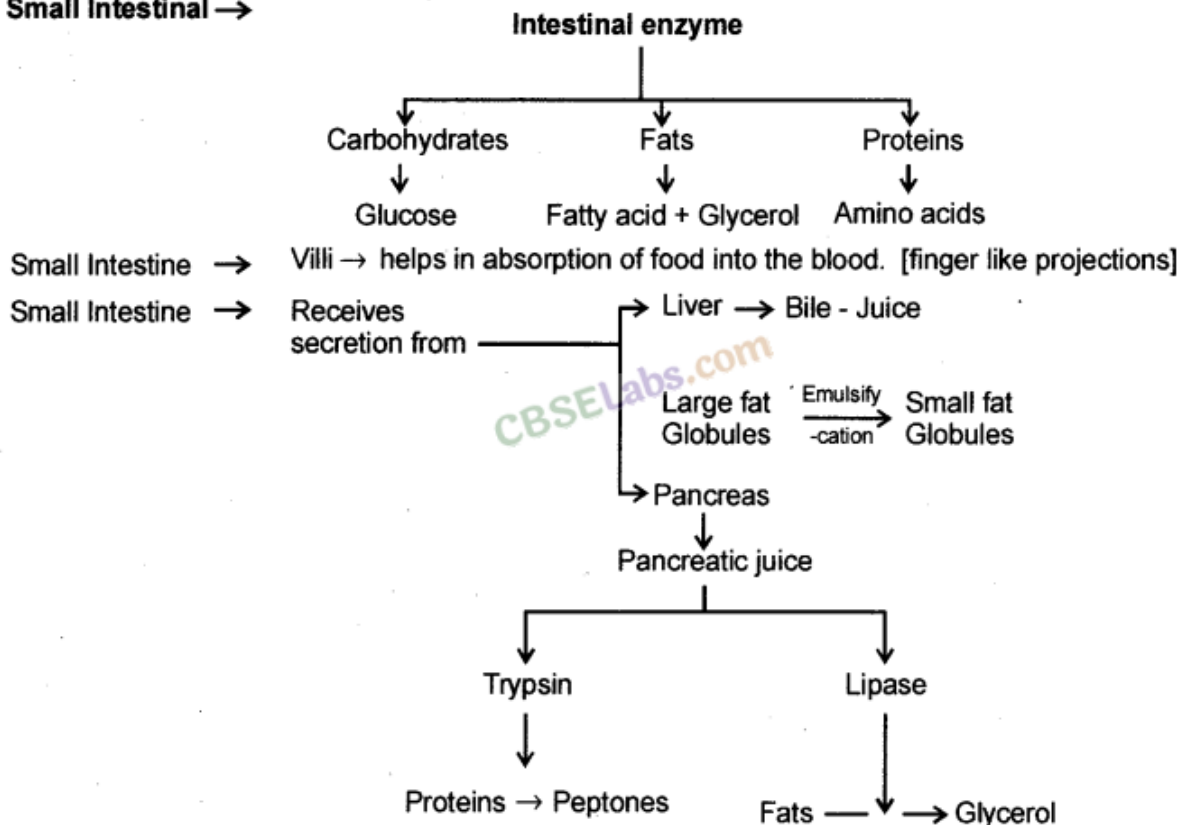 Small Intestinal →
Intestinal enzyme
Carbohydrates Fats Proteins
Glucose Fatty acid + Glycerol Amino acids
Small Intestine → Villi → helps in absorption of food into the blood. [finger like projections]
Small Intestine → Receives
secretion from
Liver → Bile - Juice
CBSELabs.com
Large fat
Globules
Emulsify
-cation
Small fat
Globules
Pancreas
Pancreatic juice
Trypsin Lipase
Proteins → Peptones
Fats → Glycerol